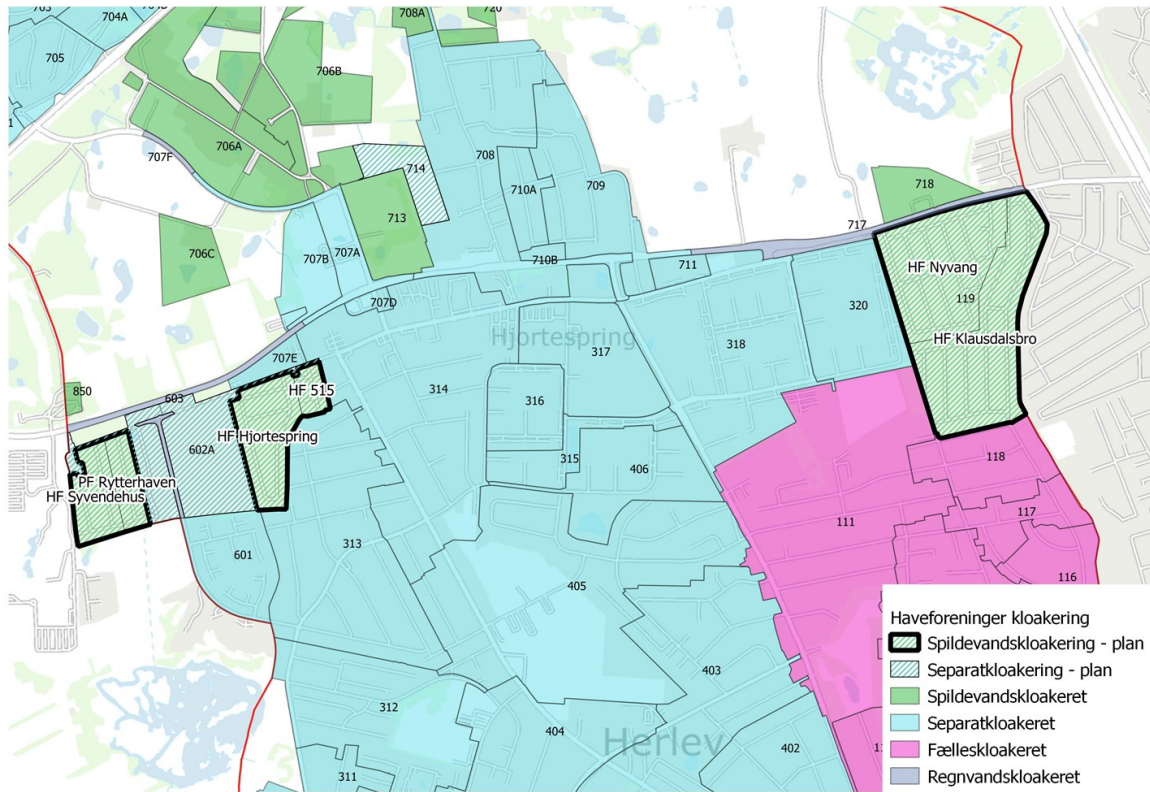 704A
705
706B
708A
720
706A
707F
708
714
710A
709
713
718
717
706C
707B
707A
710B
711
HF Nyvang
119
320
707D
Hjortespring
HF Klausdalsbro
318
317
707E
314
HF 515
316
850
603
HF Hjortespring
602A
315
406
118
PF Rytterhaven
HF Syvendehus
111
117
601
313
405
116
403
312
404
Herlev
402
311
Haveforeninger kloakering
Spildevandskloakering - plan
Separatkloakering - plan
Spildevandskloakeret
Separatkloakeret
Fælleskloakeret
Regnvandskloakeret